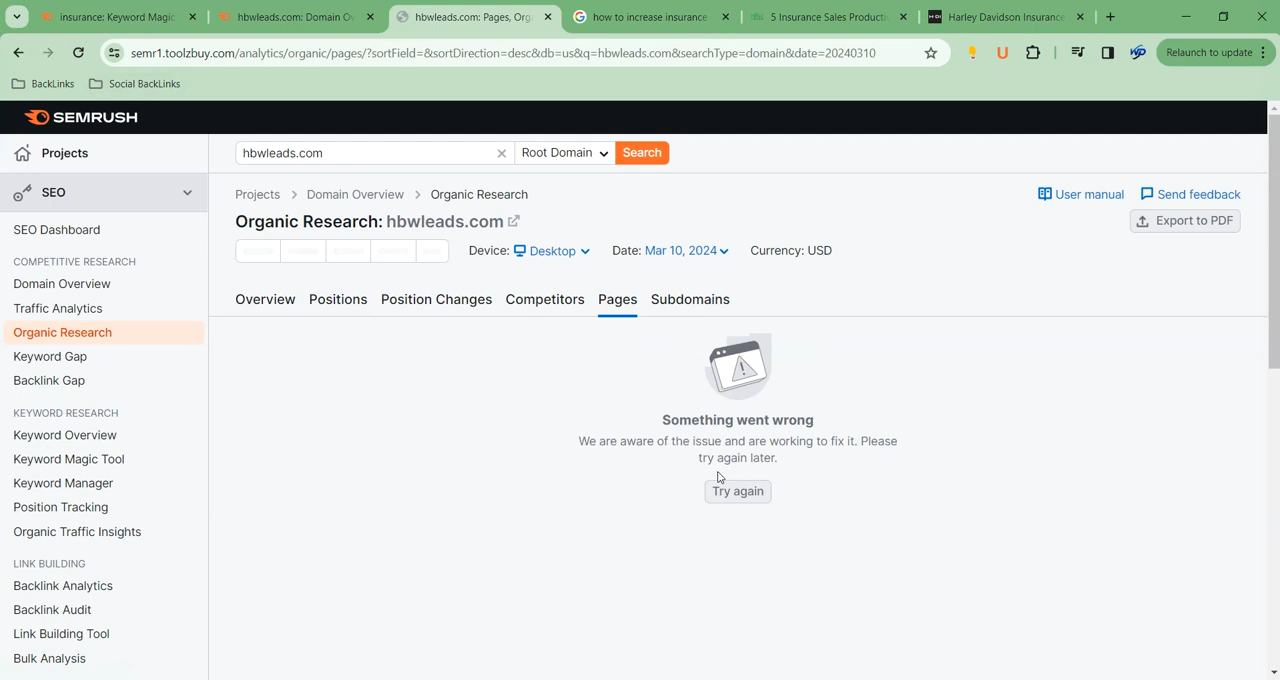 insurance: Keyword Magic
hbwleads.com: Domain Ov
hbwleads.com: Pages, Org
how to increase insurance
5 Insurance Sales Producti
Harley Davidson Insurance
semr1.toolzbuy.com/analytics/organic/pages/?sortField=&sortDirection=desc&db=us&q=hbwleads.com&searchType=domain&date=20240310
Relaunch to update
BackLinks
Social BackLinks
SEMRUSH
Projects
hbwleads.com
Root Domain
Search
SEO
Projects > Domain Overview > Organic Research
User manual
Send feedback
Organic Research: hbwleads.com
Export to PDF
SEO Dashboard
Device: Desktop
Date: Mar 10, 2024
Currency: USD
COMPETITIVE RESEARCH
Domain Overview
Traffic Analytics
Organic Research
Keyword Gap
Backlink Gap
Overview
Positions
Position Changes
Competitors
Pages
Subdomains
Something went wrong
We are aware of the issue and are working to fix it. Please
try again later.
Try again
KEYWORD RESEARCH
Keyword Overview
Keyword Magic Tool
Keyword Manager
Position Tracking
Organic Traffic Insights
LINK BUILDING
Backlink Analytics
Backlink Audit
Link Building Tool
Bulk Analysis